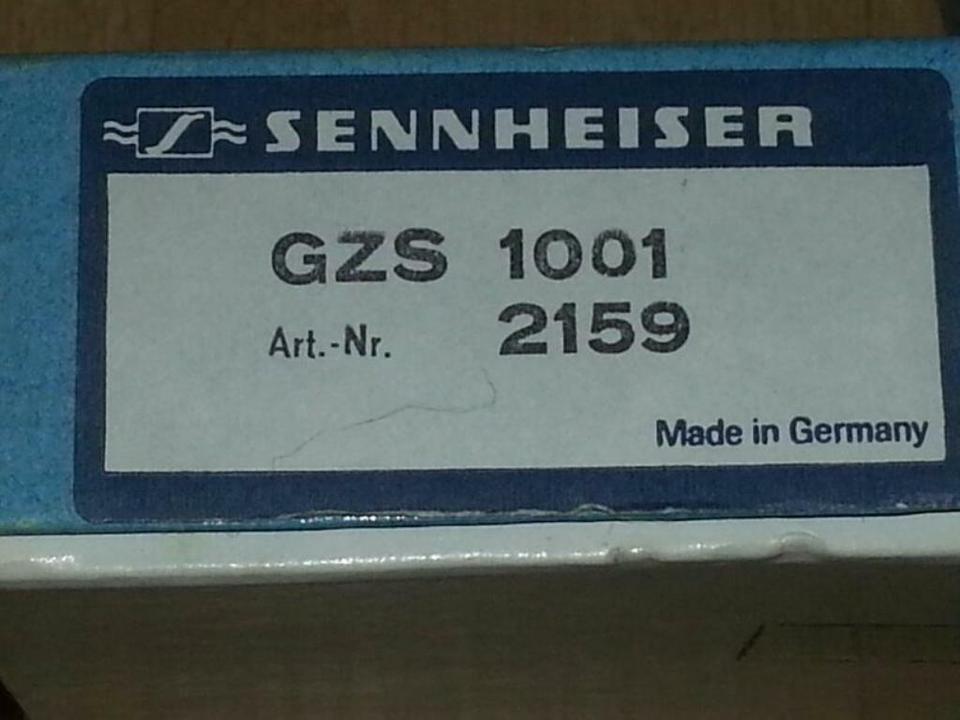 SENNHEISER
GZS 1001
Art.-Nr. 2159
Made in Germany